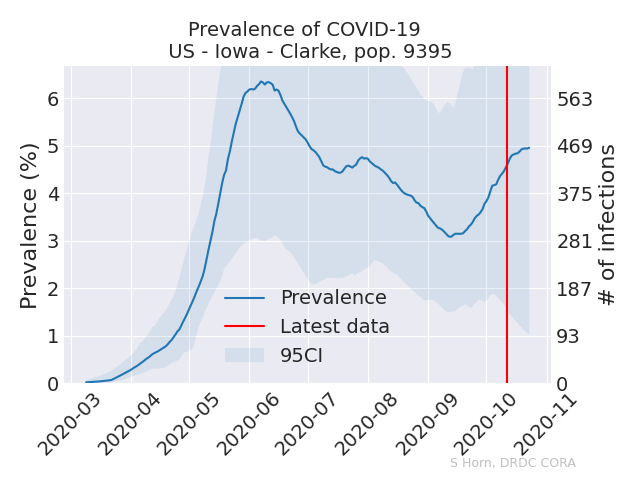 Prevalence of COVID-19
US - Iowa - Clarke, pop. 9395
Prevalence (%)
6
5
4
3
2
1
0
563
469
375
281
187
93
0
# of infections
Prevalence
Latest data
95CI
2020-03
2020-04
2020-05
2020-06
2020-07
2020-08
2020-09
2020-10
2020-11
S Horn, DRDC CORA